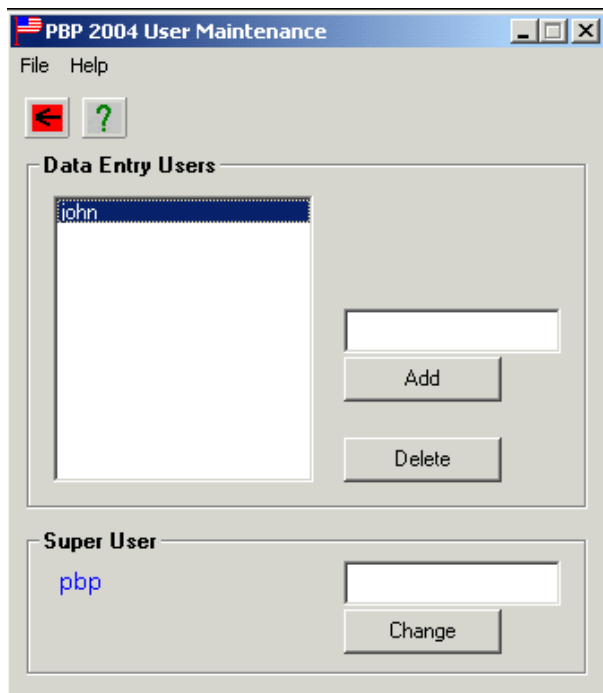 PBP 2004 User Maintenance
File Help
?
Data Entry Users
john
Add
Delete
Super User
pbp
Change